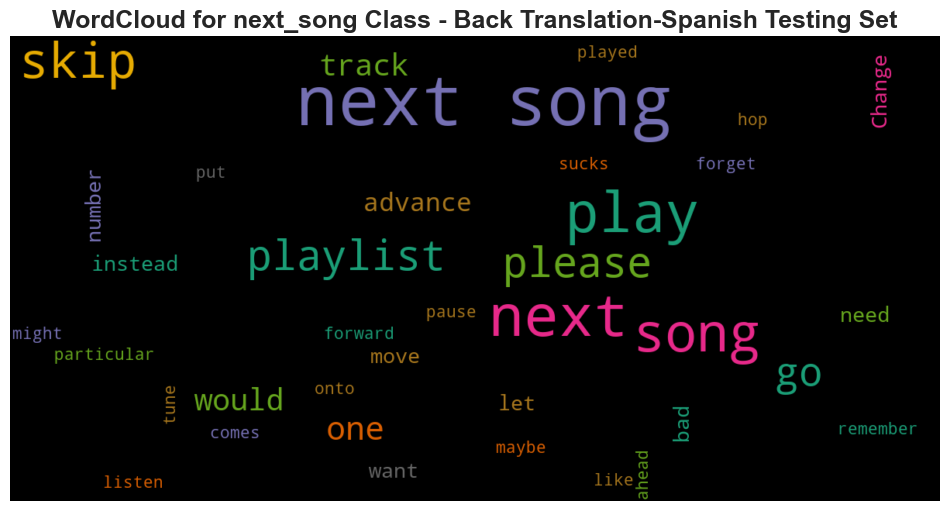 WordCloud for next_song Class - Back Translation-Spanish Testing Set
skip
track
played
Change
next song
hop
sucks
forget
put
number
advance
play
playlist
please
instead
next
song
pause
need
might
forward
particular
move
go
tune
would
onto
let
bad
comes
one
remember
maybe
want
like
ahead
listen